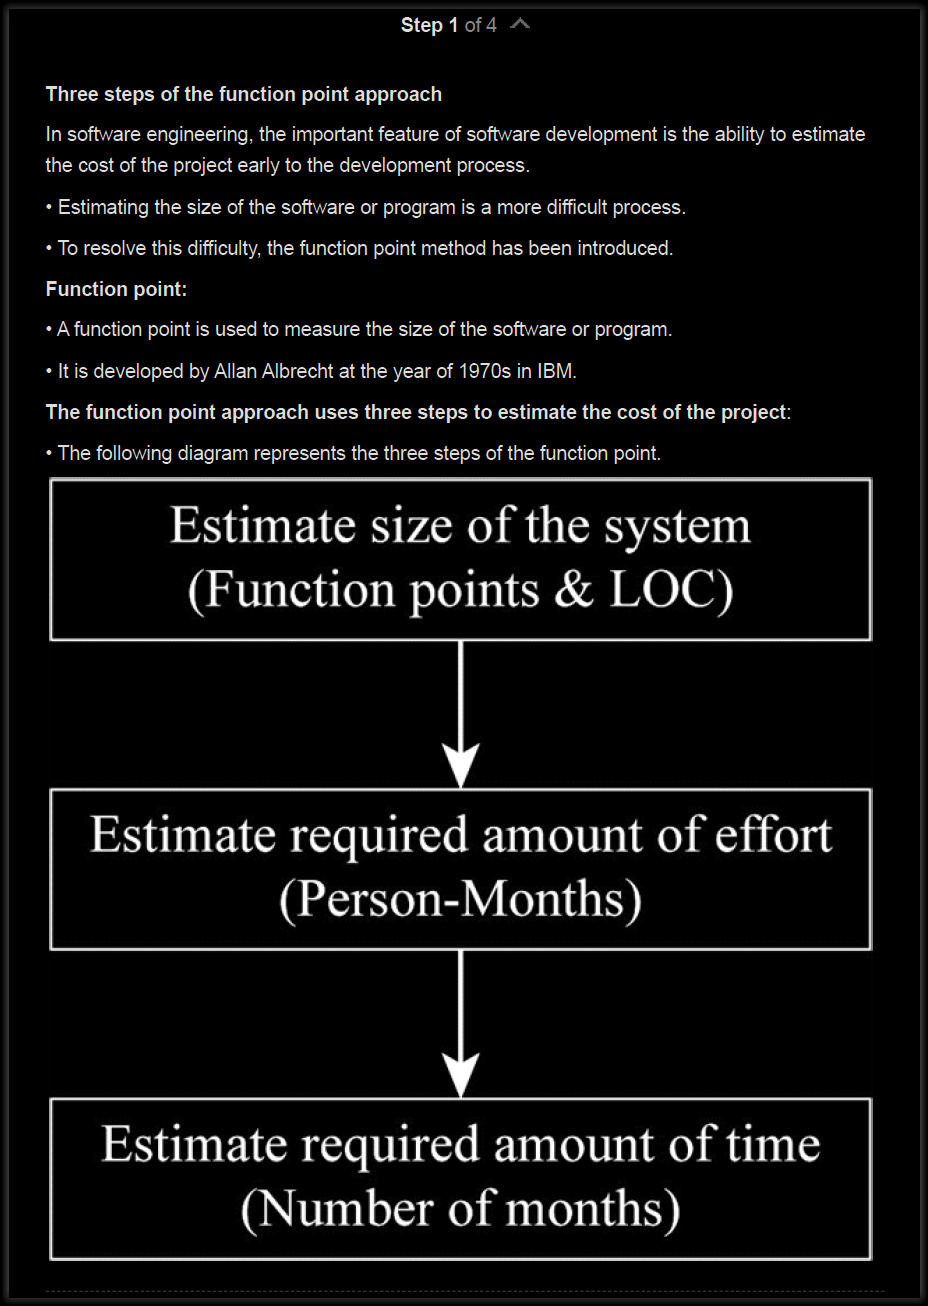 Step 1 of 4
Three steps of the function point approach
In software engineering, the important feature of software development is the ability to estimate
the cost of the project early to the development process.
• Estimating the size of the software or program is a more difficult process.
• To resolve this difficulty, the function point method has been introduced.
Function point:
• A function point is used to measure the size of the software or program.
• It is developed by Allan Albrecht at the year of 1970s in IBM.
The function point approach uses three steps to estimate the cost of the project:
• The following diagram represents the three steps of the function point.
Estimate size of the system
(Function points & LOC)
Estimate required amount of effort
(Person-Months)
Estimate required amount of time
(Number of months)